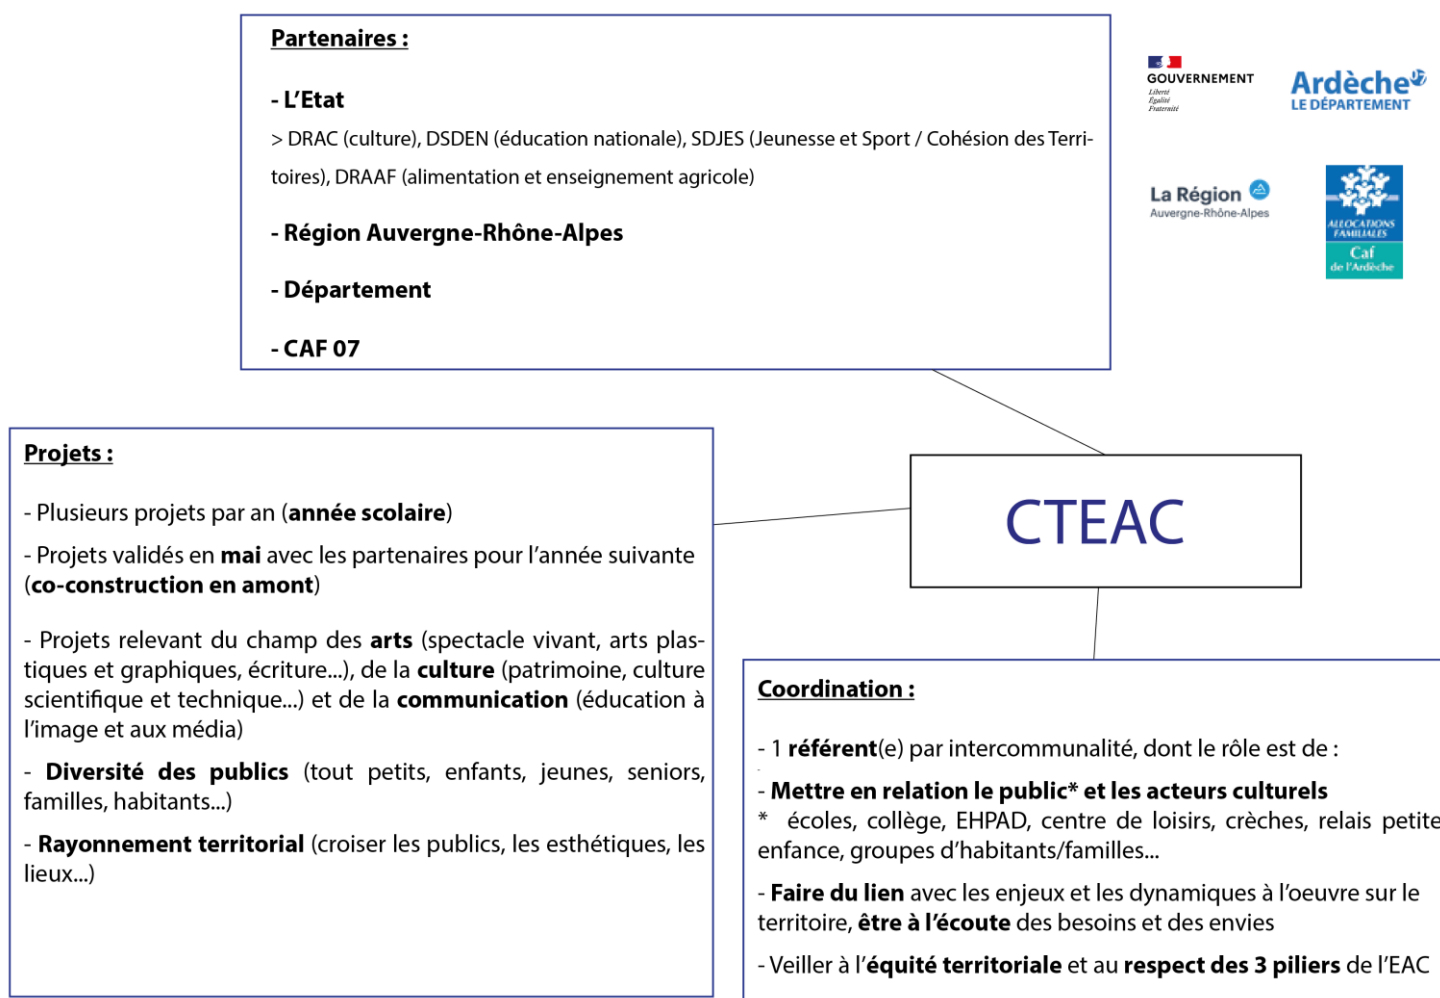 Partenaires :
- L’Etat
> DRAC (culture), DSDEN (éducation nationale), SDJES (Jeunesse et Sport / Cohésion des Terri-
toires), DRAAF (alimentation et enseignement agricole)
- Région Auvergne-Rhône-Alpes
- Département
- CAF 07
GOUVERNEMENT
Liberté
Égalité
Fraternité
Ardèche07
LE DÉPARTEMENT
La Région
Auvergne-Rhône-Alpes
ALLOCATIONS
FAMILIALES
Caf
de l’Ardèche
Projets :
- Plusieurs projets par an (année scolaire)
- Projets validés en mai avec les partenaires pour l’année suivante
(co-construction en amont)
- Projets relevant du champ des arts (spectacle vivant, arts plas-
tiques et graphiques, écriture...), de la culture (patrimoine, culture
scientifique et technique...) et de la communication (éducation à
l’image et aux média)
- Diversité des publics (tout petits, enfants, jeunes, seniors,
familles, habitants...)
- Rayonnement territorial (croiser les publics, les esthétiques, les
lieux...)
CTEAC
Coordination :
- 1 référent(e) par intercommunalité, dont le rôle est de :
- Mettre en relation le public* et les acteurs culturels
* écoles, collège, EHPAD, centre de loisirs, crèches, relais petite
enfance, groupes d’habitants/familles...
- Faire du lien avec les enjeux et les dynamiques à l’oeuvre sur le
territoire, être à l’écoute des besoins et des envies
- Veiller à l’équité territoriale et au respect des 3 piliers de l’EAC